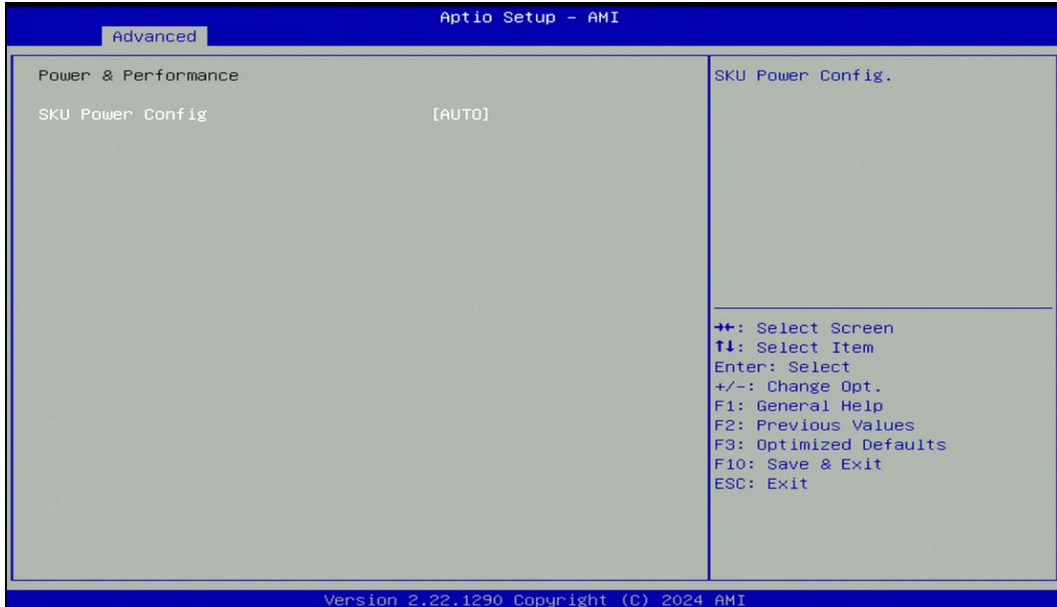 Aptio Setup – AMI
Advanced
Power & Performance
SKU Power Config [AUTO]
SKU Power Config.
→←: Select Screen
↑↓: Select Item
Enter: Select
+/-: Change Opt.
F1: General Help
F2: Previous Values
F3: Optimized Defaults
F10: Save & Exit
ESC: Exit
Version 2.22.1290 Copyright (C) 2024 AMI